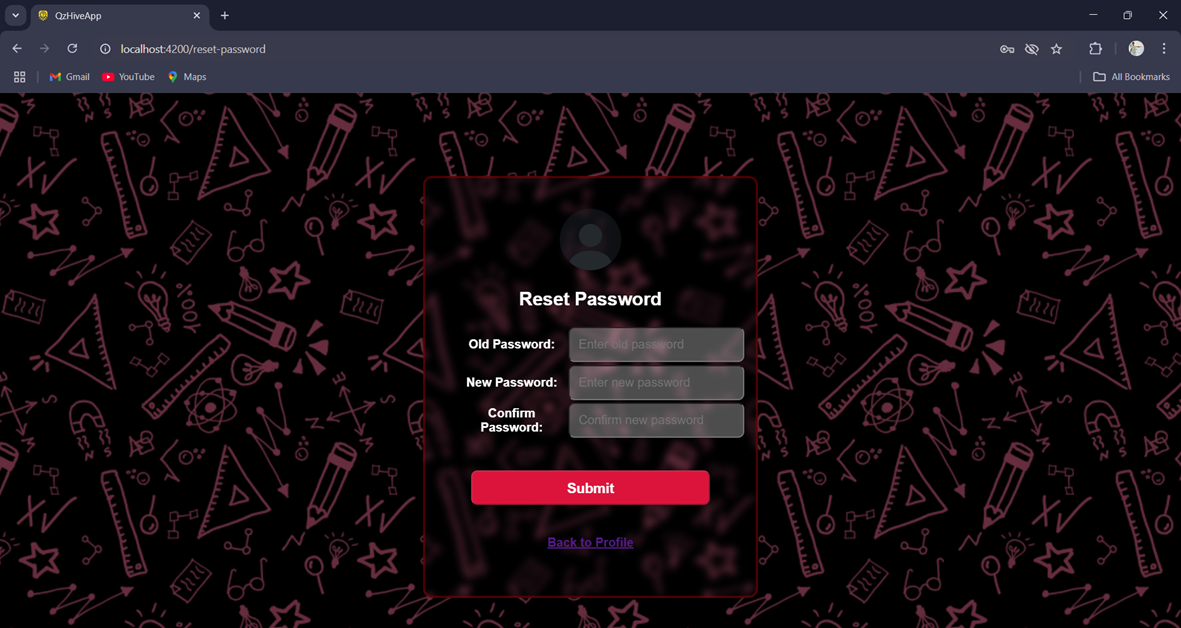 QzHiveApp
localhost:4200/reset-password
Gmail YouTube Maps All Bookmarks
Reset Password
Old Password: Enter old password
New Password: Enter new password
Confirm
Password: Confirm new password
Submit
Back to Profile